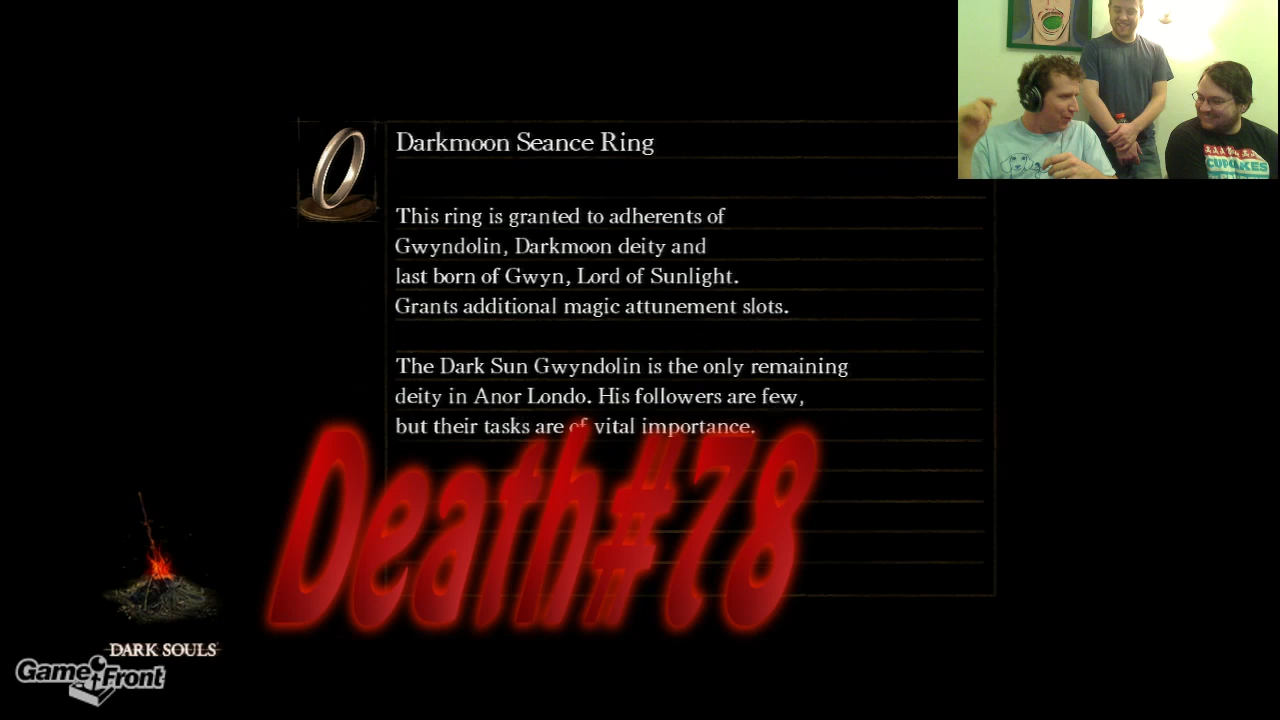 Darkmoon Seance Ring
This ring is granted to adherents of
Gwyndolin, Darkmoon deity and
last born of Gwyn, Lord of Sunlight.
Grants additional magic attunement slots.
The Dark Sun Gwyndolin is the only remaining
deity in Anor Londo. His followers are few,
but their tasks are of vital importance.
Death#78
DARK SOULS
GameFront
CUPCAKES